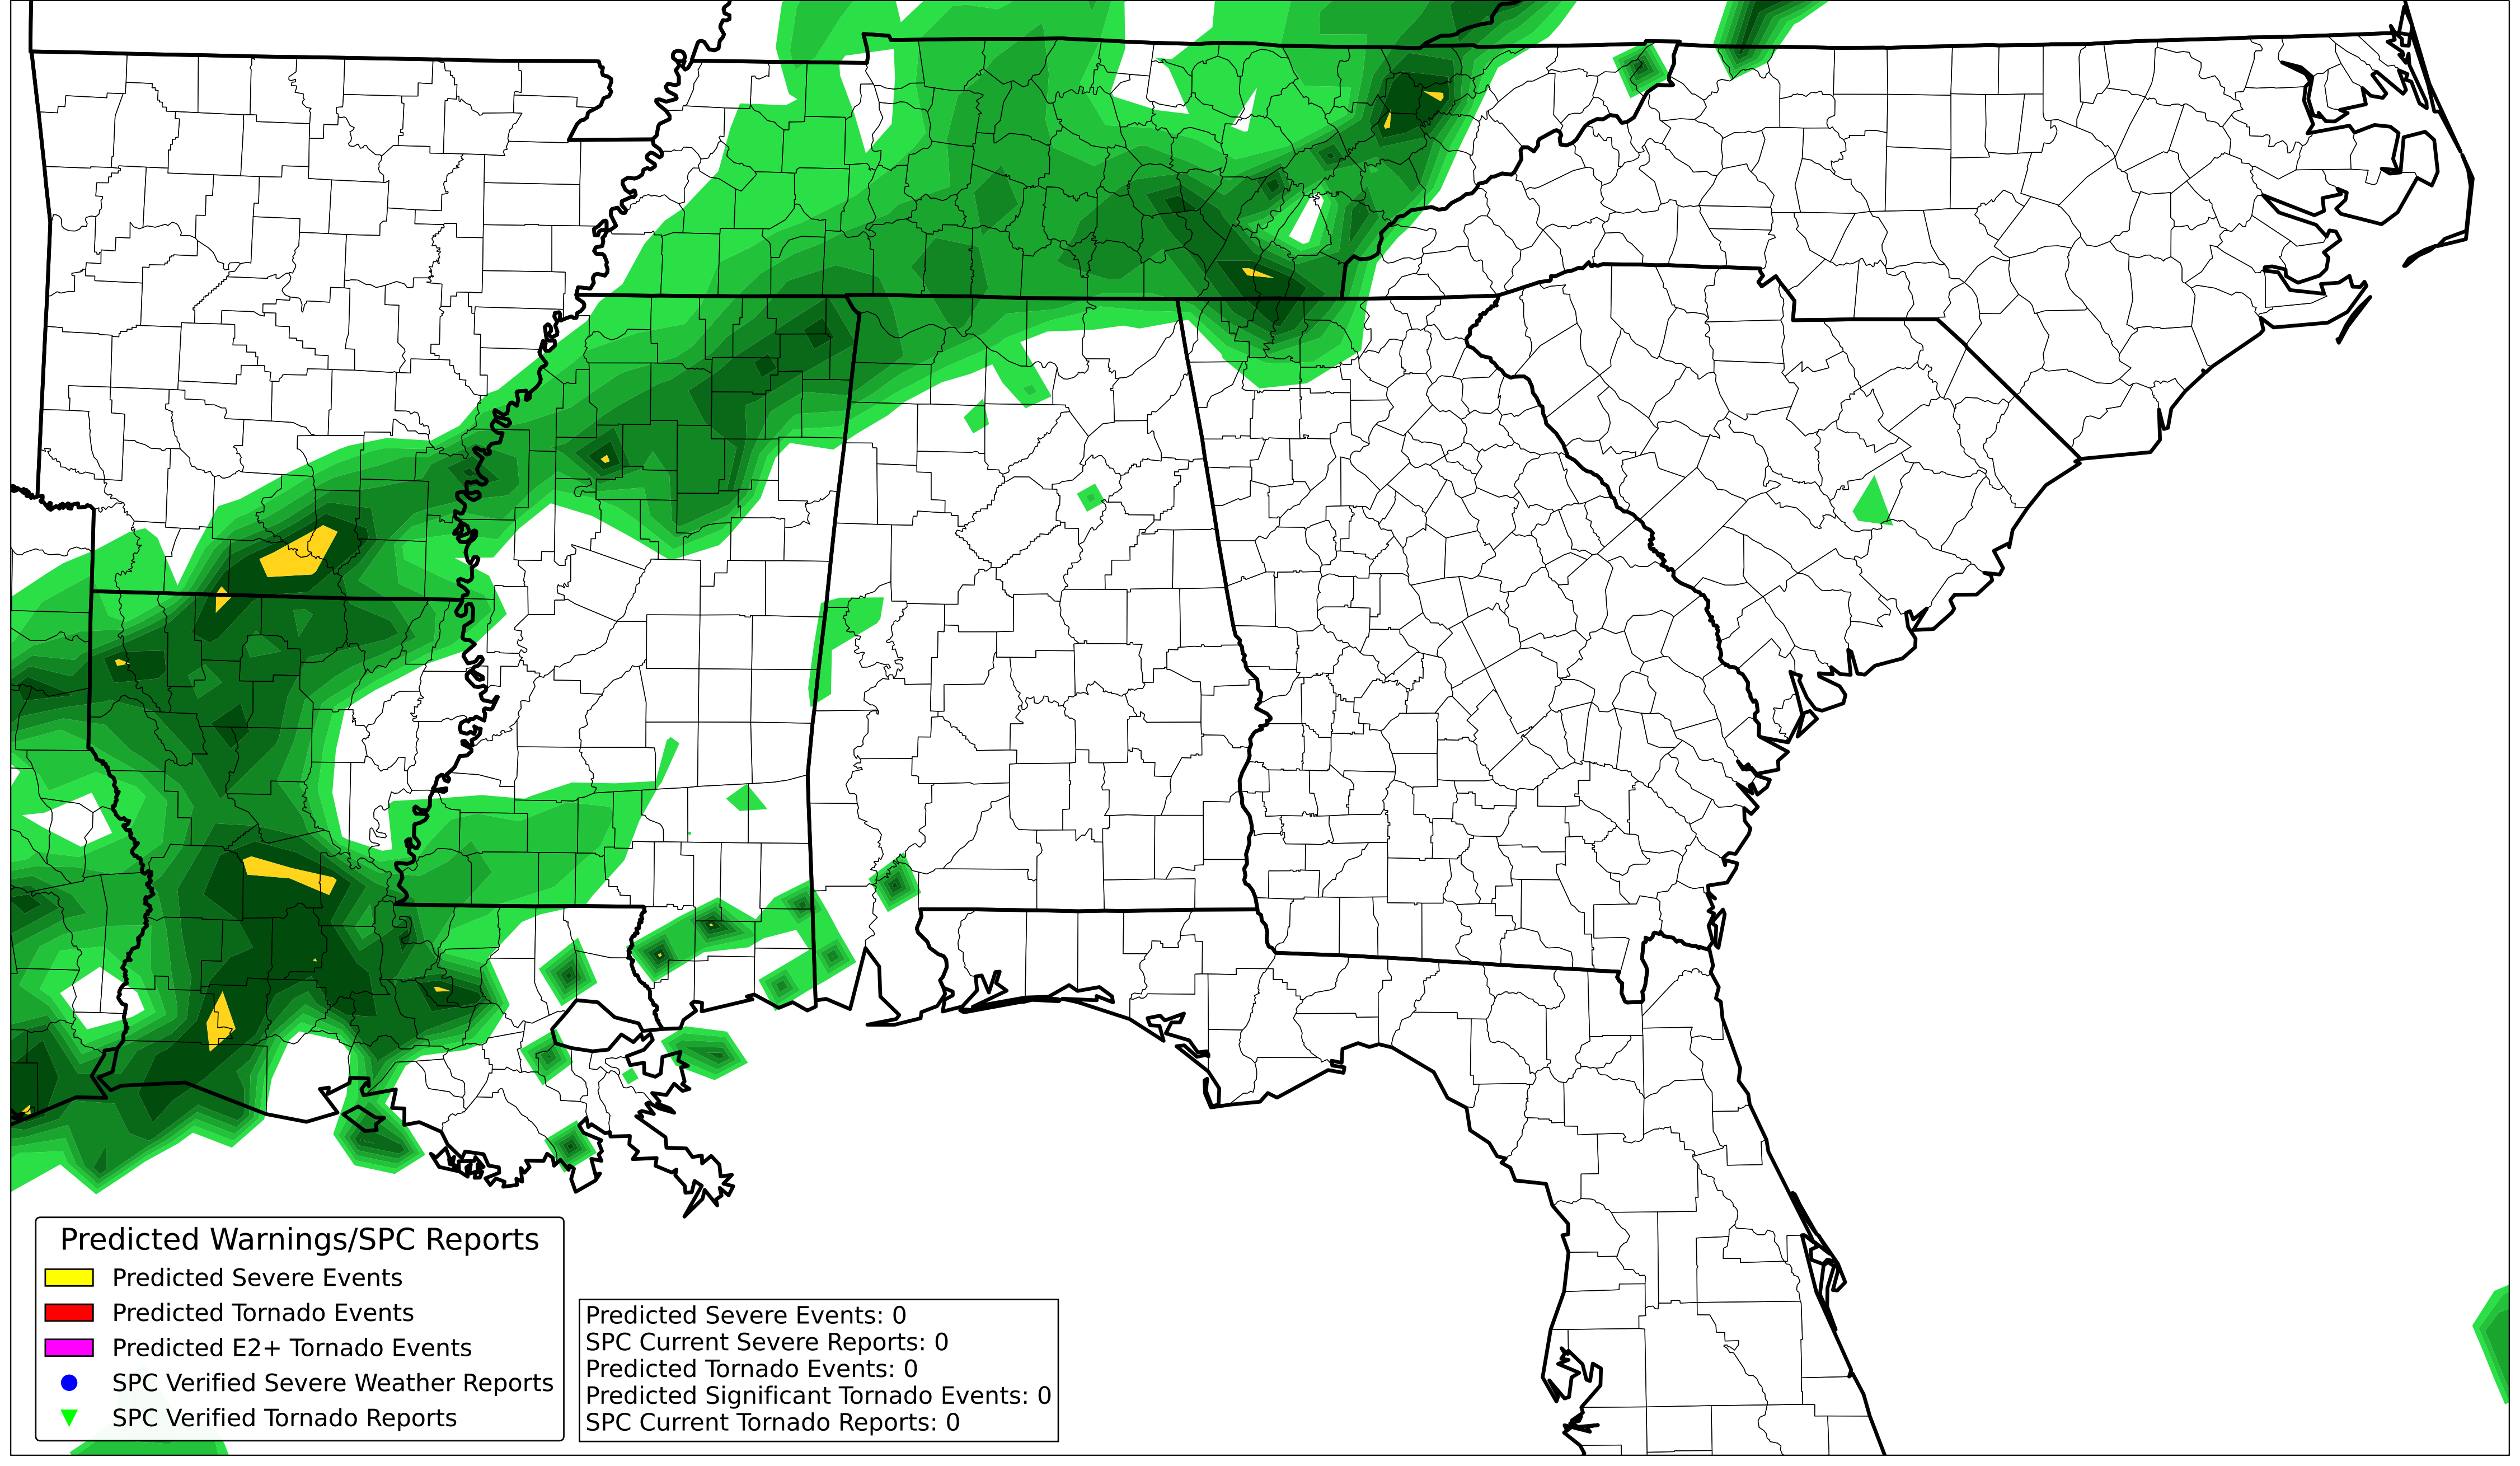 Predicted Warnings/SPC Reports
Predicted Severe Events
Predicted Tornado Events
Predicted E2+ Tornado Events
SPC Verified Severe Weather Reports
SPC Verified Tornado Reports
Predicted Severe Events: 0
SPC Current Severe Reports: 0
Predicted Tornado Events: 0
Predicted Significant Tornado Events: 0
SPC Current Tornado Reports: 0